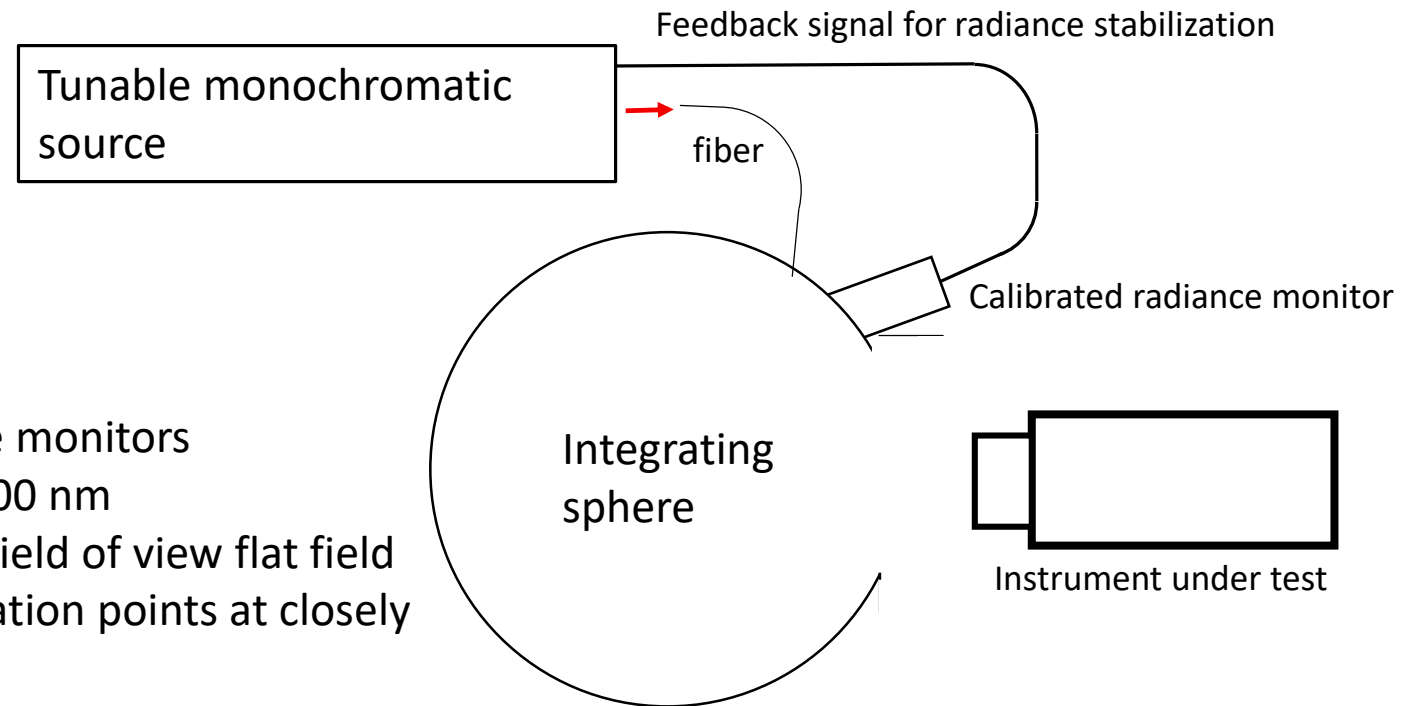 Feedback signal for radiance stabilization
Tunable monochromatic
source
fiber
Calibrated radiance monitor
Integrating
sphere
Instrument under test
monitors
00 nm
field of view flat field
ation points at closely